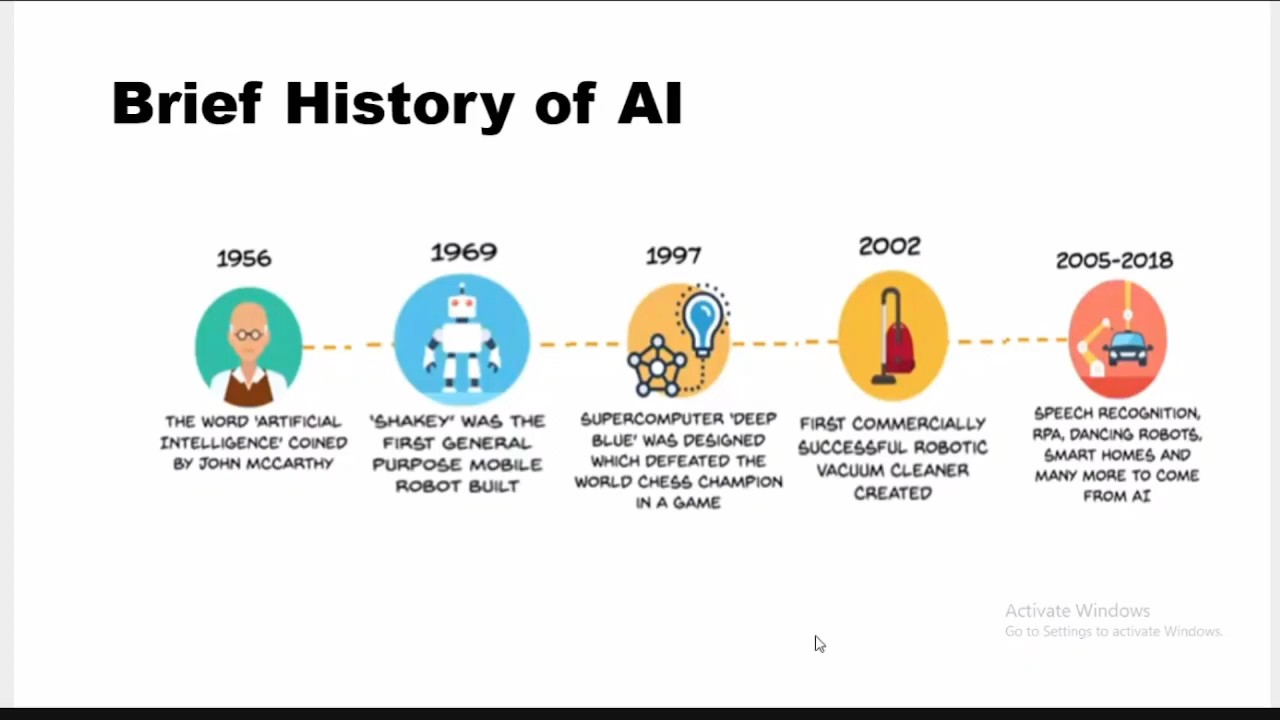 Brief History of AI
1956
THE WORD 'ARTIFICIAL
INTELLIGENCE' COINED
BY JOHN MCCARTHY
1969
'SHAKEY' WAS THE
FIRST GENERAL
PURPOSE MOBILE
ROBOT BUILT
1997
SUPERCOMPUTER 'DEEP
BLUE' WAS DESIGNED
WHICH DEFEATED THE
WORLD CHESS CHAMPION
IN A GAME
2002
FIRST COMMERCIALLY
SUCCESSFUL ROBOTIC
VACUUM CLEANER
CREATED
2005-2018
SPEECH RECOGNITION,
RPA, DANCING ROBOTS,
SMART HOMES AND
MANY MORE TO COME
FROM AI
Activate Windows
Go to Settings to activate Windows.